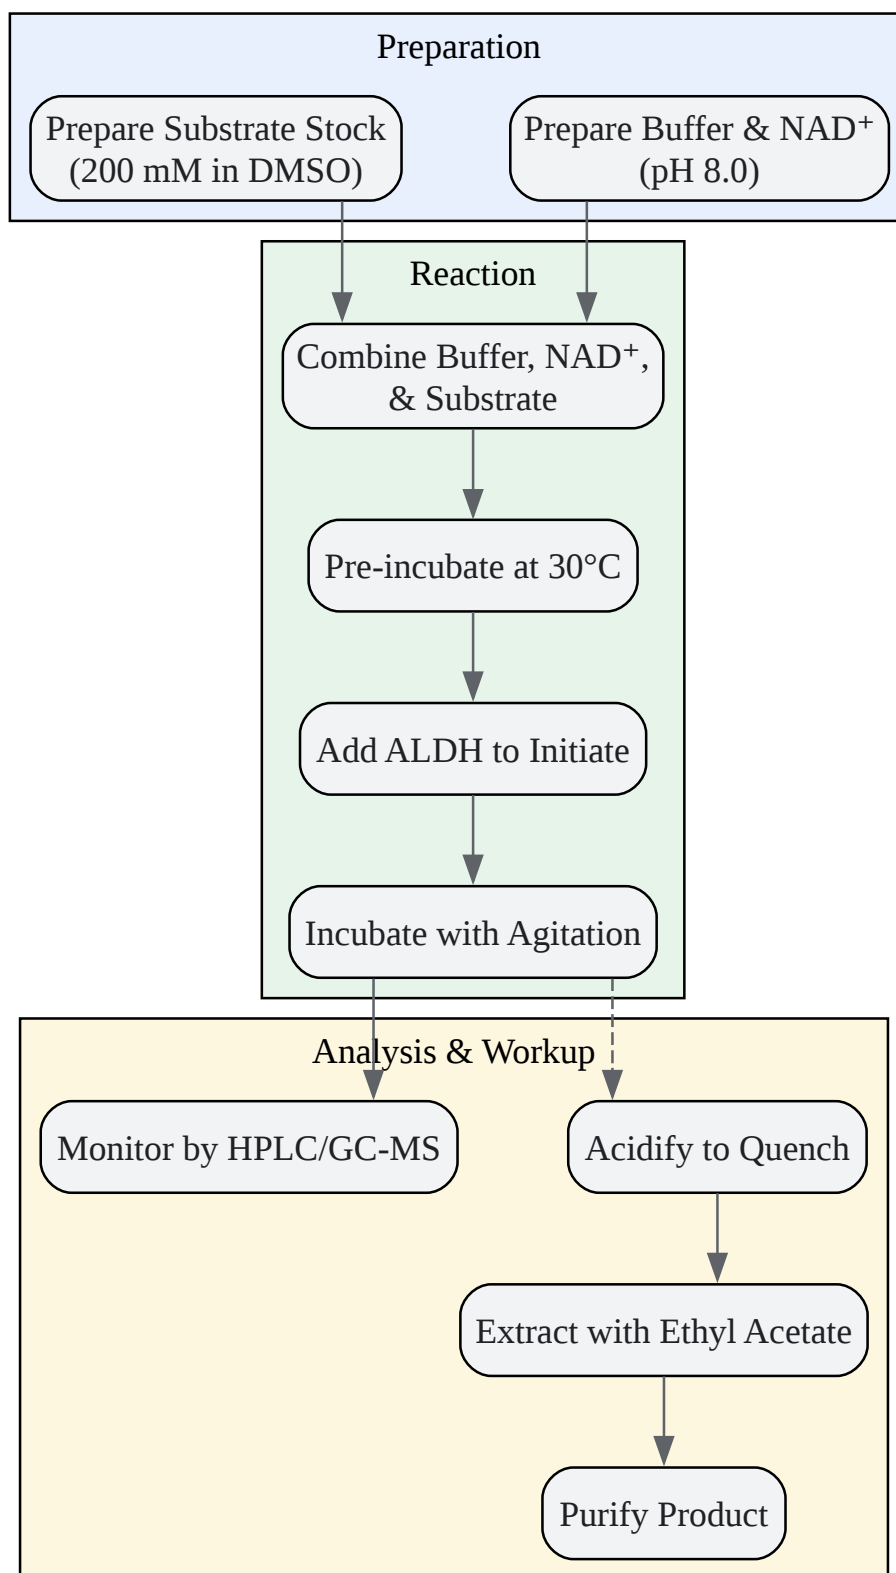 Preparation
Prepare Substrate Stock
(200 mM in DMSO)
Prepare Buffer & NAD⁺
(pH 8.0)
Reaction
Combine Buffer, NAD⁺,
& Substrate
Pre-incubate at 30°C
Add ALDH to Initiate
Incubate with Agitation
Analysis & Workup
Monitor by HPLC/GC-MS
Acidify to Quench
Extract with Ethyl Acetate
Purify Product